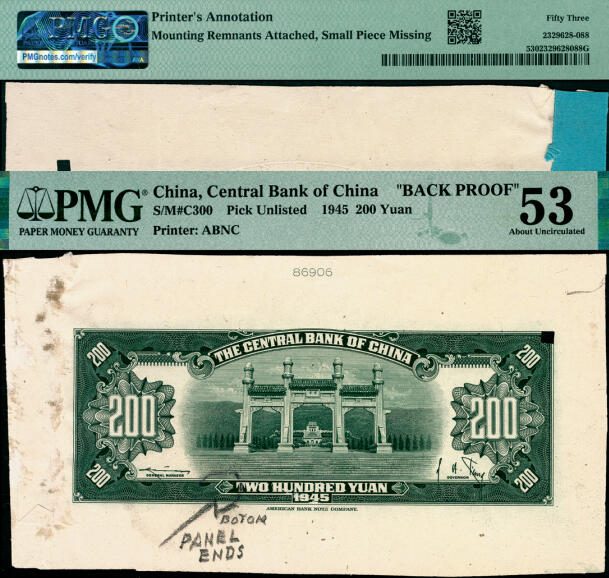 PMG
PMGnotes.com/verify
Printer's Annotation
Mounting Remnants Attached, Small Piece Missing
Fifty Three
2329628-088
5302329628088G
PMG®
PAPER MONEY GUARANTY
China, Central Bank of China "BACK PROOF"
S/M#C300 Pick Unlisted 1945 200 Yuan
Printer: ABNC
53
About Uncirculated
86906
THE CENTRAL BANK OF CHINA
200 200
200 200
200 200
GENERAL MANAGER
GOVERNOR
TWO HUNDRED YUAN
1945
AMERICAN BANK NOTE COMPANY.
BOTOM
PANEL
ENDS